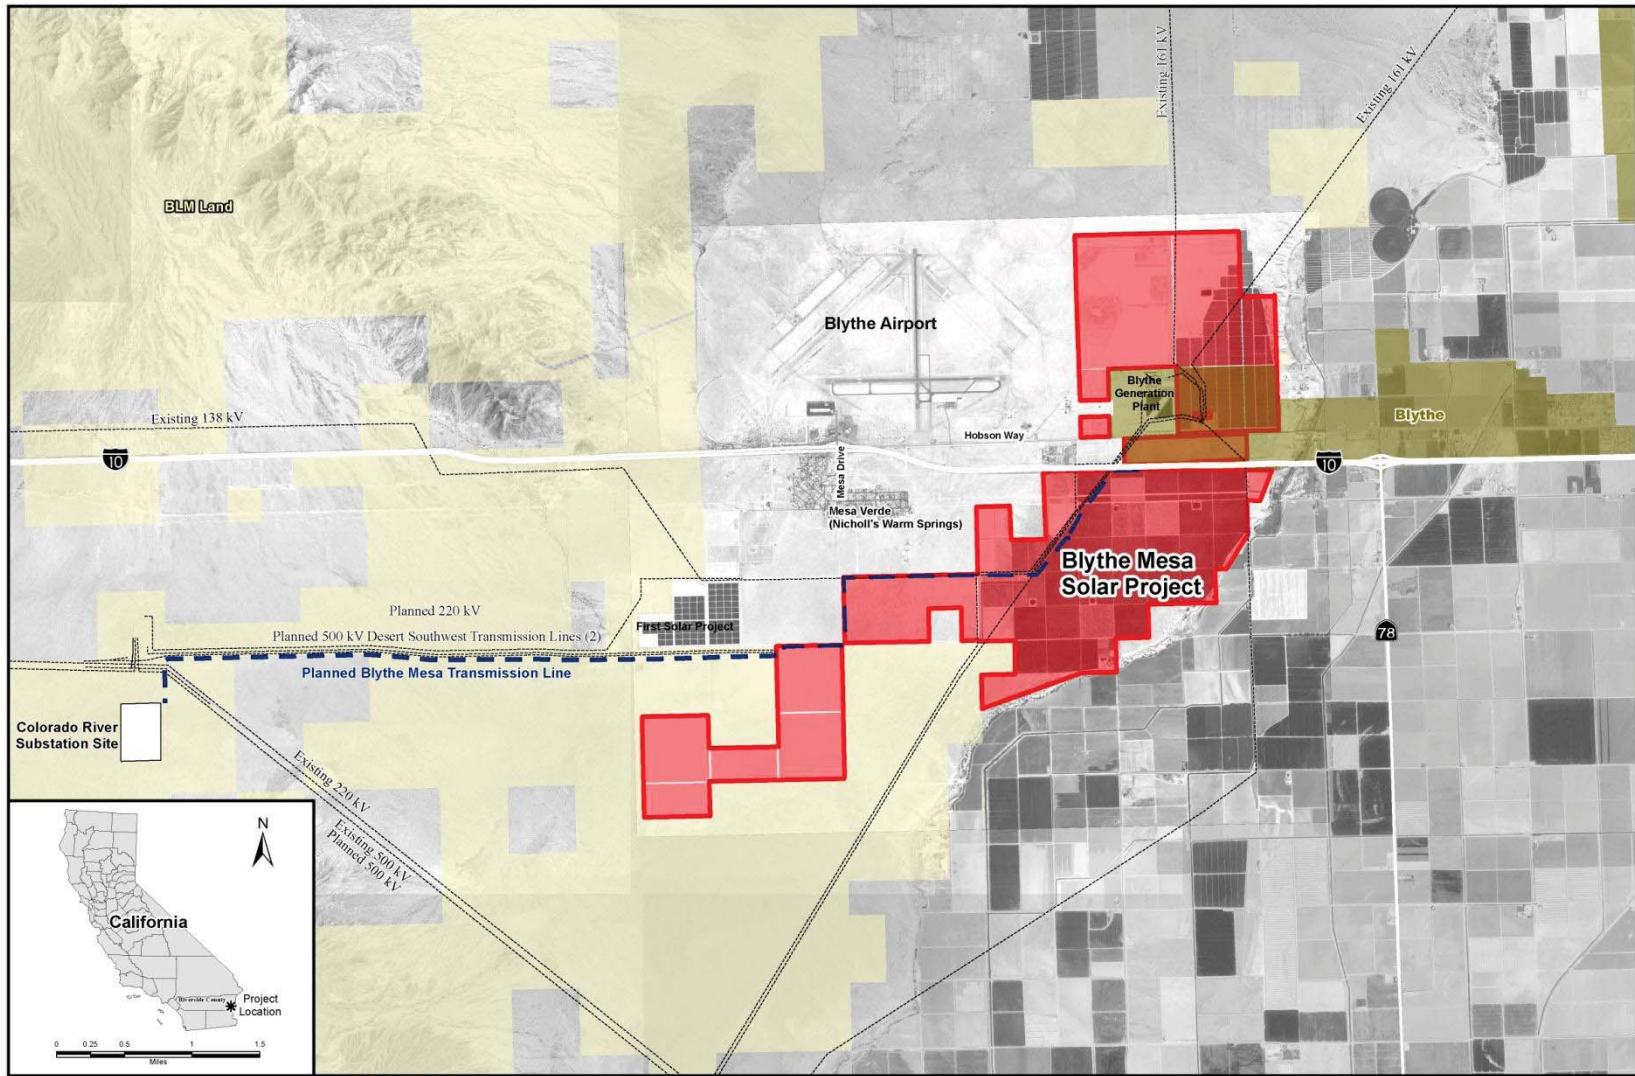 Existing 161 kV
Existing 161 kV
BLM Land
Blythe Airport
Blythe
Generation
Plant
Blythe
Existing 138 kV
Hobson Way
10
10
Mesa Drive
Mesa Verde
(Nicholl's Warm Springs)
Blythe Mesa
Solar Project
Planned 220 kV
First Solar Project
Planned 500 kV Desert Southwest Transmission Lines (2)
78
Planned Blythe Mesa Transmission Line
Colorado River
Substation Site
Existing 220 kV
Existing 500 kV
Planned 500 kV
N
California
Riverside County
Project
Location
0 0.25 0.5 1 1.5
Miles